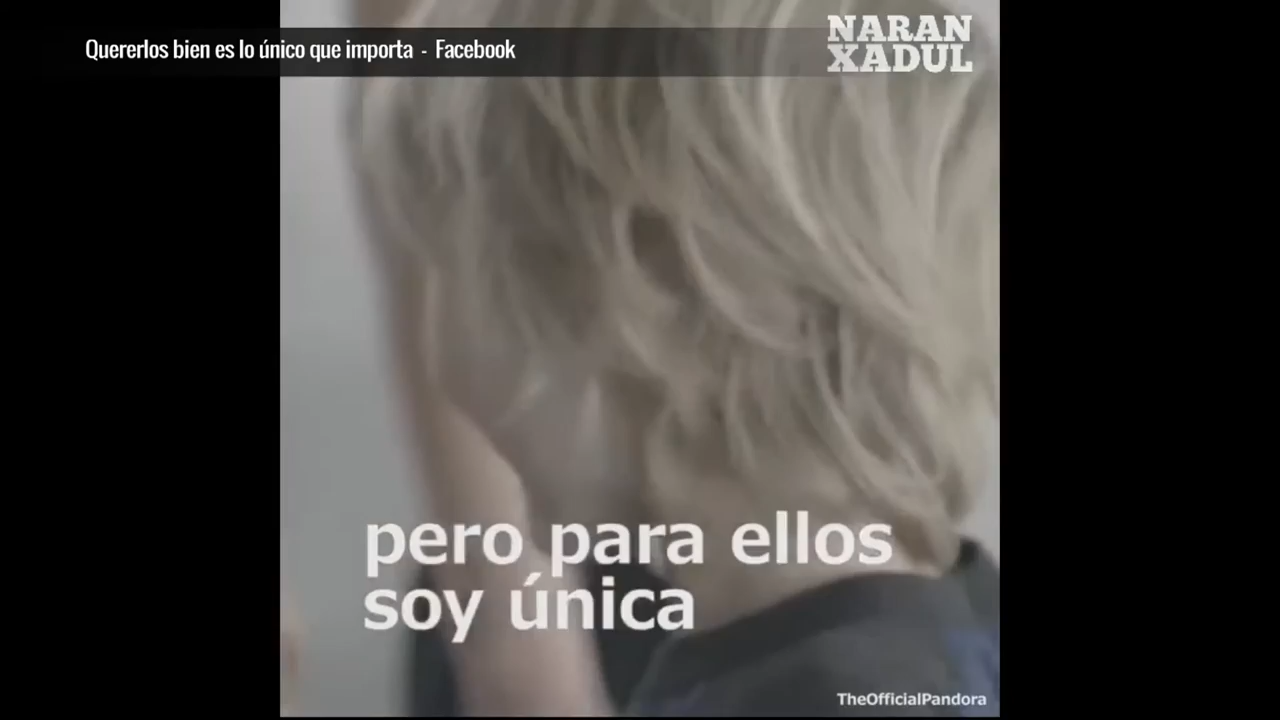 Quererlos bien es lo único que importa - Facebook
NARAN
XADUL
pero para ellos
soy única
TheOfficialPandora